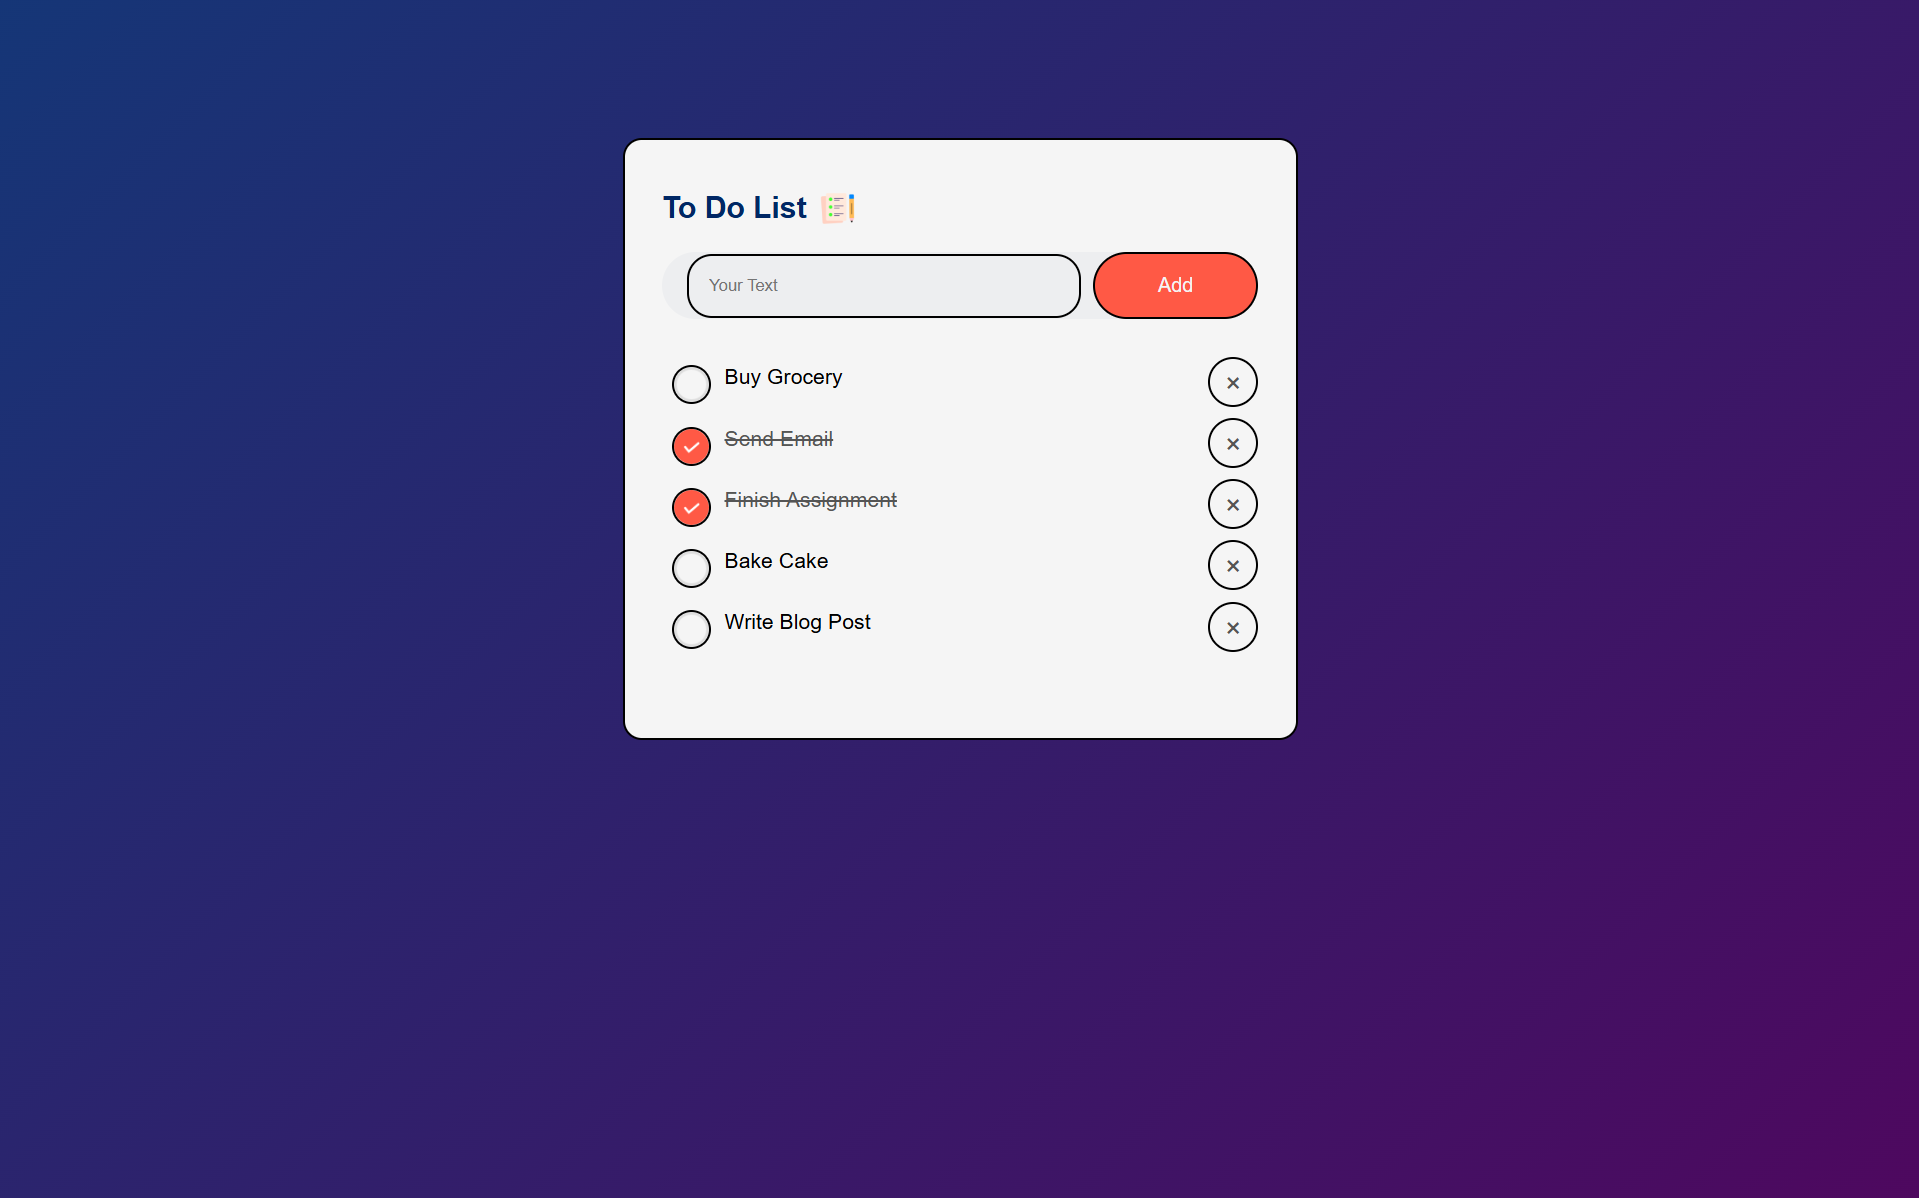 To Do List
Your Text
Add
Buy Grocery
Send Email
Finish Assignment
Bake Cake
Write Blog Post